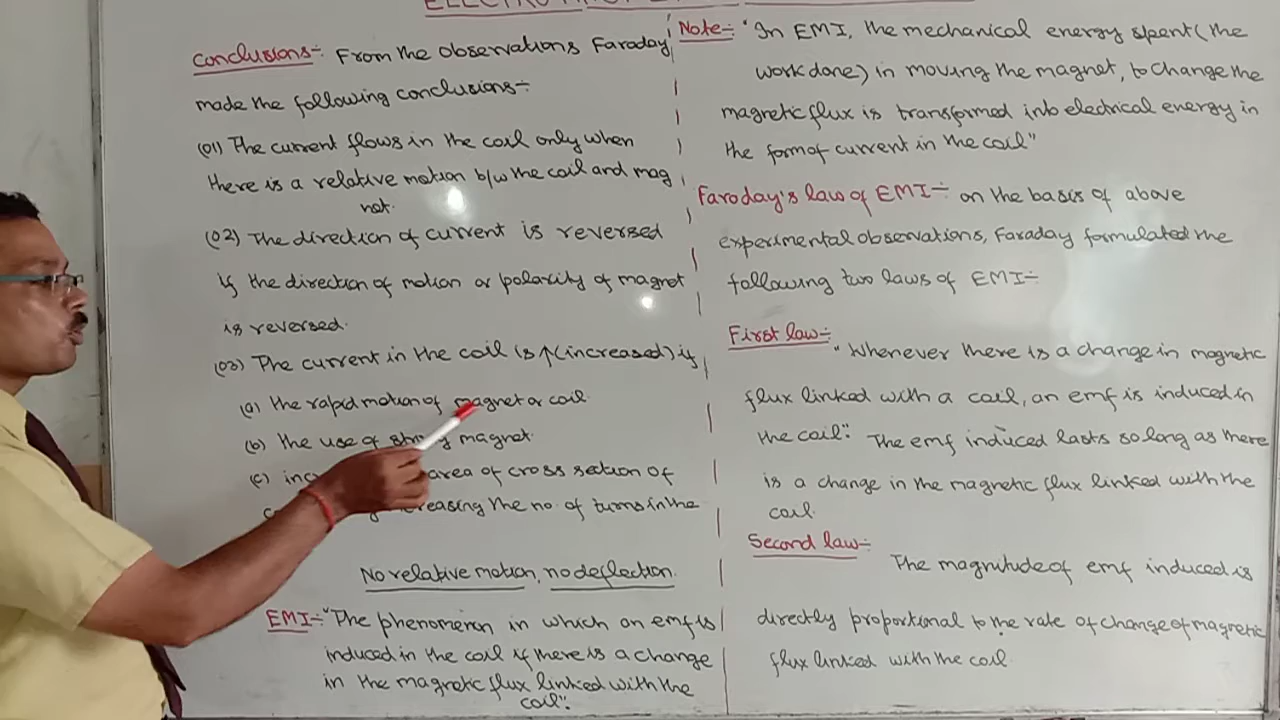 Conclusions:- From the observations Faraday
made the following conclusions:-
(01) The current flows in the coil only when
there is a relative motion b/w the coil and mag
net.
(02) The direction of current is reversed
if the direction of motion or polarity of magnet
is reversed.
(03) The current in the coil is ↑(increased) if
(a) the rapid motion of magnet or coil
(b) the use of magnet.
(c) area of cross section of
the no. of turns in the
No relative motion, no deflection.
EMI:- "The phenomenon in which an emf is
induced in the coil if there is a change
in the magnetic flux linked with the
coil".
Note:- "In EMI, the mechanical energy spent (the
work done) in moving the magnet, to change the
magnetic flux is transformed into electrical energy in
the form of current in the coil"
Faraday's law of EMI:- on the basis of above
experimental observations, Faraday formulated the
following two laws of EMI:-
First law:- "Whenever there is a change in magnetic
flux linked with a coil, an emf is induced in
the coil". The emf induced lasts so long as there
is a change in the magnetic flux linked with the
coil.
Second law:-
The magnitude of emf induced is
directly proportional to the rate of change of magnetic
flux linked with the coil.